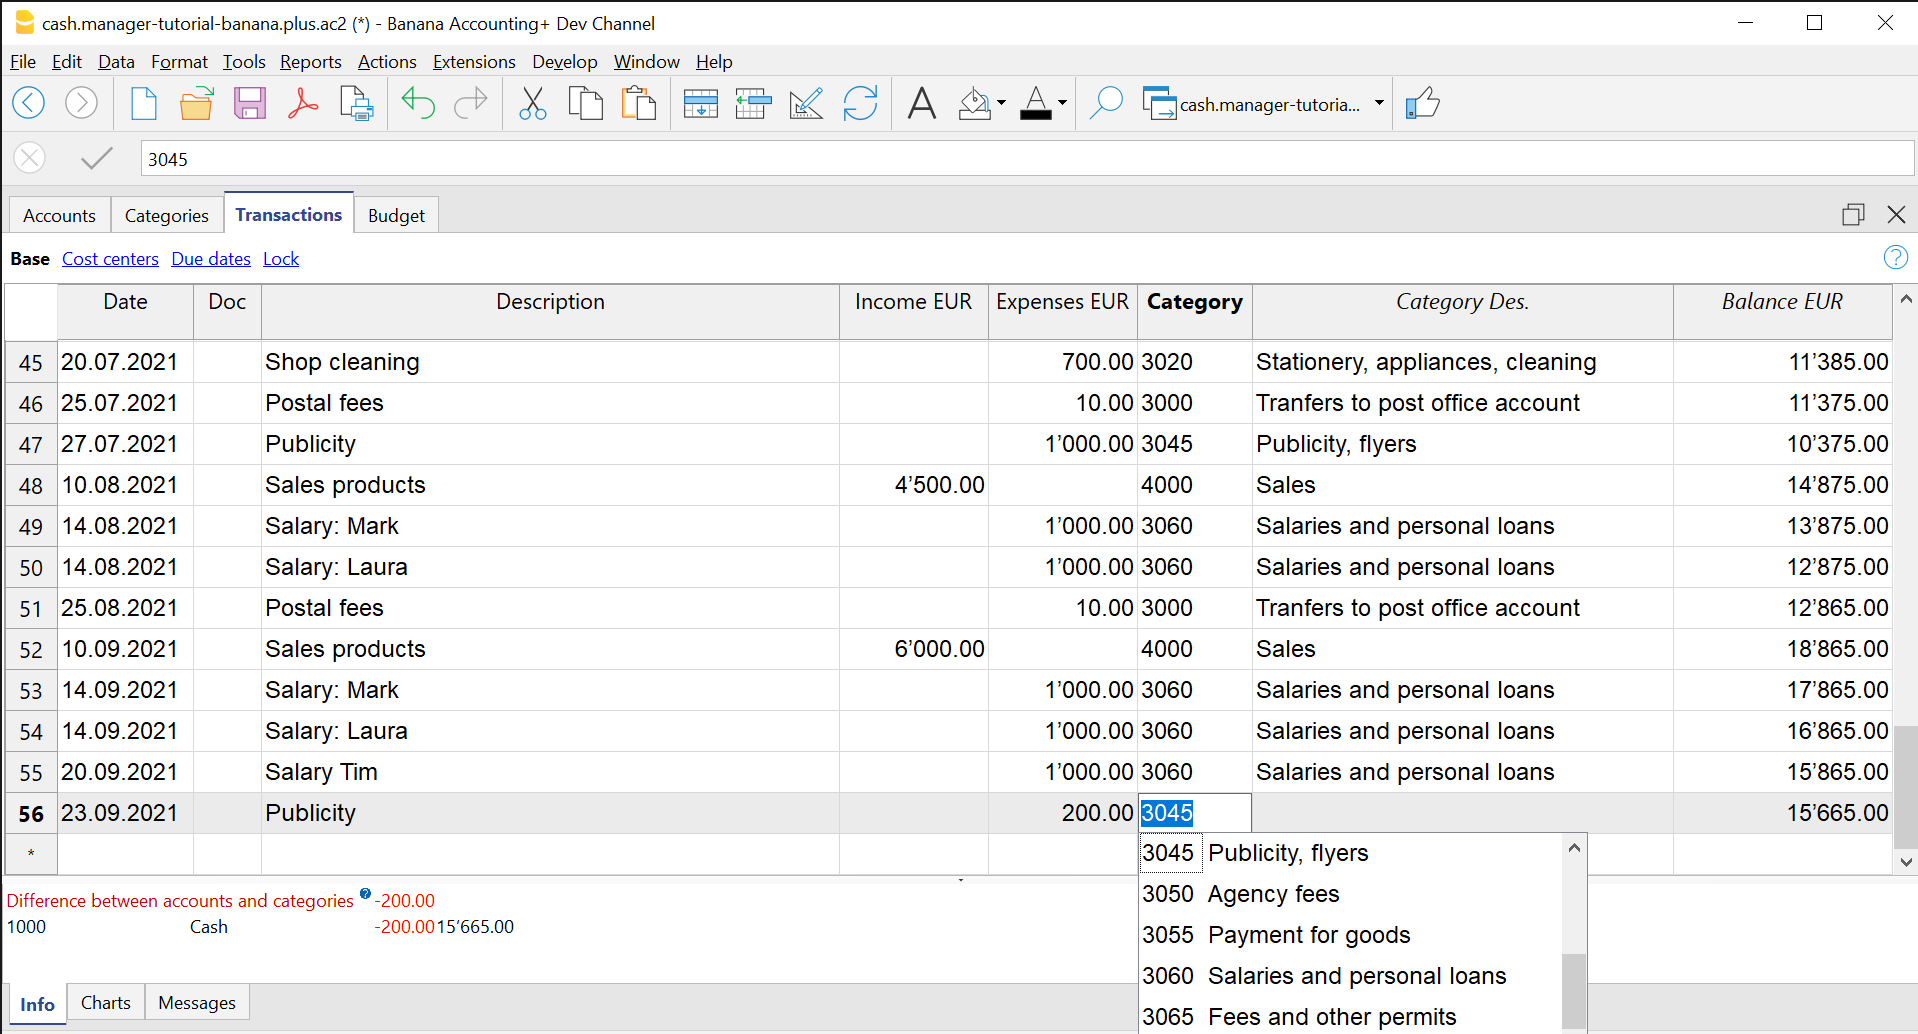 cash.manager-tutorial-banana.plus.ac2 (*) - Banana Accounting+ Dev Channel
File Edit Data Format Tools Reports Actions Extensions Develop Window Help
A A cash.manager-tutoria...
3045
Accounts Categories Transactions Budget
Base Cost centers Due dates Lock ?
Date Doc Description Income EUR Expenses EUR Category Category Des. Balance EUR
45 20.07.2021 Shop cleaning 700.00 3020 Stationery, appliances, cleaning 11’385.00
46 25.07.2021 Postal fees 10.00 3000 Tranfers to post office account 11’375.00
47 27.07.2021 Publicity 1’000.00 3045 Publicity, flyers 10’375.00
48 10.08.2021 Sales products 4’500.00 4000 Sales 14’875.00
49 14.08.2021 Salary: Mark 1’000.00 3060 Salaries and personal loans 13’875.00
50 14.08.2021 Salary: Laura 1’000.00 3060 Salaries and personal loans 12’875.00
51 25.08.2021 Postal fees 10.00 3000 Tranfers to post office account 12’865.00
52 10.09.2021 Sales products 6’000.00 4000 Sales 18’865.00
53 14.09.2021 Salary: Mark 1’000.00 3060 Salaries and personal loans 17’865.00
54 14.09.2021 Salary: Laura 1’000.00 3060 Salaries and personal loans 16’865.00
55 20.09.2021 Salary Tim 1’000.00 3060 Salaries and personal loans 15’865.00
56 23.09.2021 Publicity 200.00 3045 15’665.00
*
3045 Publicity, flyers
3050 Agency fees
3055 Payment for goods
3060 Salaries and personal loans
3065 Fees and other permits
Difference between accounts and categories ? -200.00
1000 Cash -200.00 15’665.00
Info Charts Messages